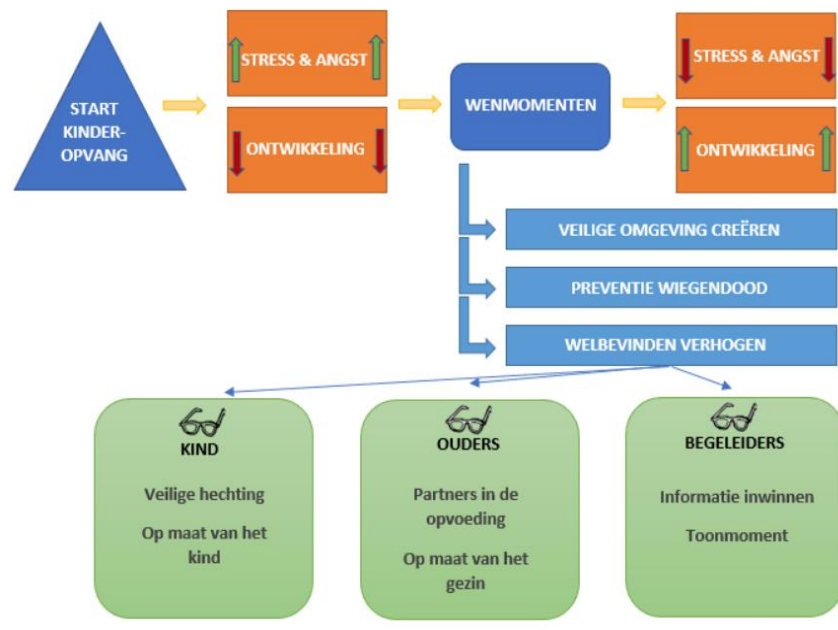 START
KINDER-
OPVANG
STRESS & ANGST
ONTWIKKELING
WENMOMENTEN
STRESS & ANGST
ONTWIKKELING
VEILIGE OMGEVING CREËREN
PREVENTIE WIEGENDOOD
WELBEVINDEN VERHOGEN
KIND
Veilige hechting
Op maat van het
kind
OUDERS
Partners in de
opvoeding
Op maat van het
gezin
BEGELEIDERS
Informatie inwinnen
Toonmoment